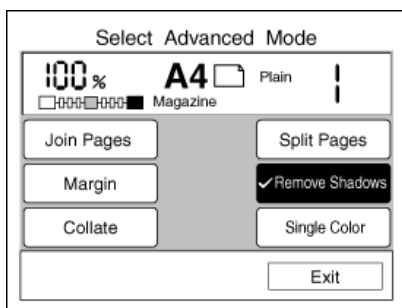 Select Advanced Mode
100% A4 Plain 1
Magazine
Join Pages Split Pages
Margin ✓Remove Shadows
Collate Single Color
Exit